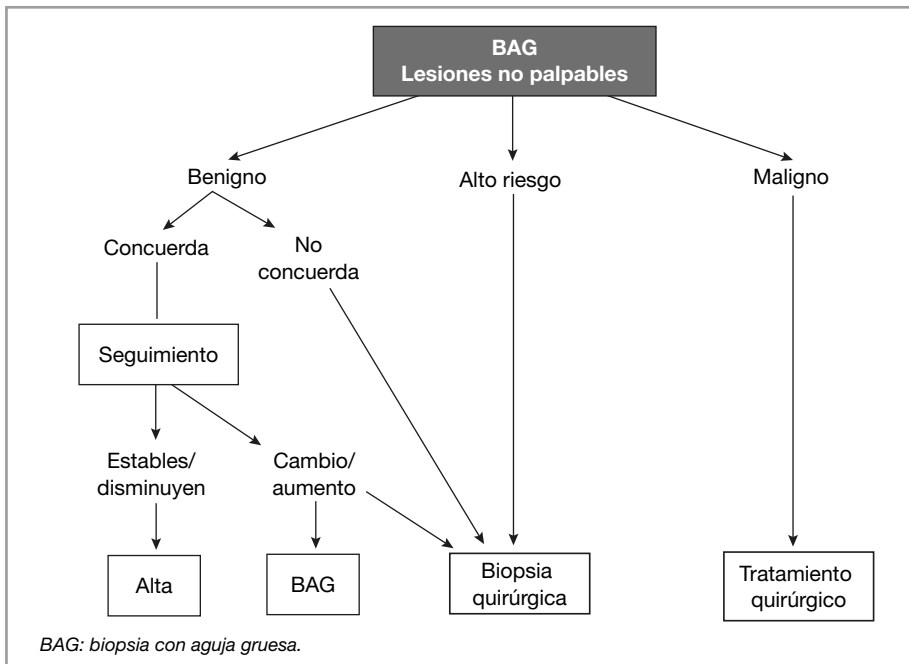 BAG
Lesiones no palpables
Benigno
Alto riesgo
Maligno
Concuerda
No
concuerda
Seguimiento
Estables/
disminuyen
Cambio/
aumento
Alta
BAG
Biopsia
quirúrgica
Tratamiento
quirúrgico
BAG: biopsia con aguja gruesa.